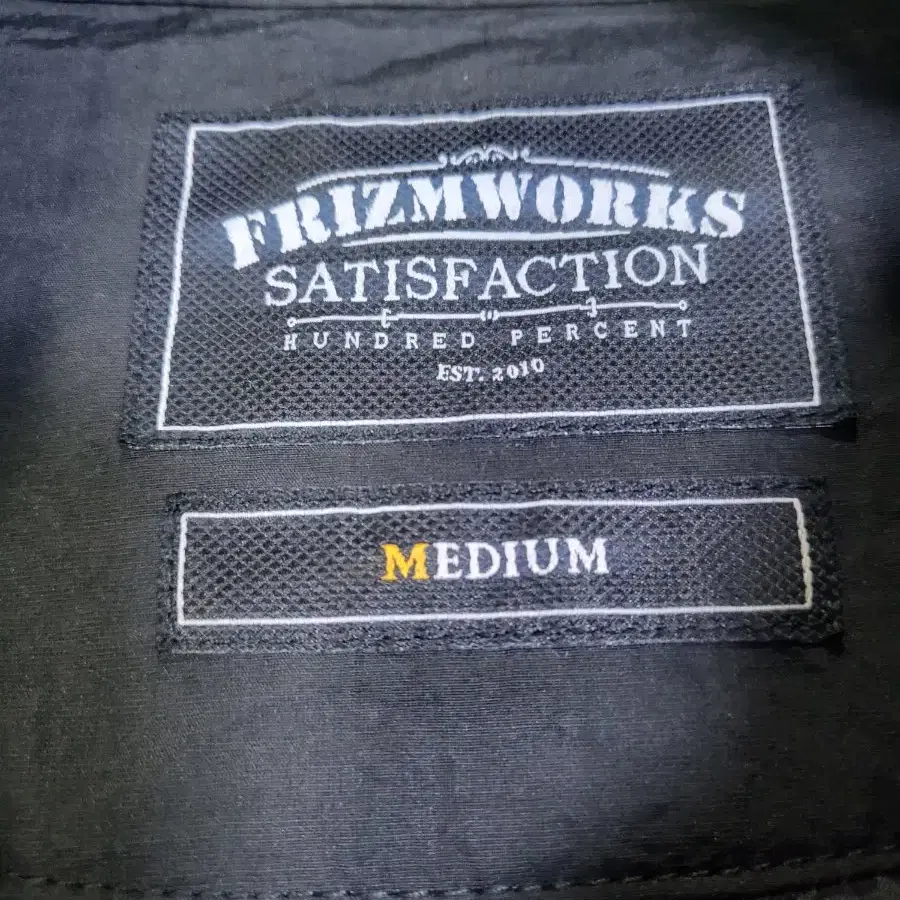 FRIZMWORKS
SATISFACTION
HUNDRED PERCENT
EST. 2010
MEDIUM